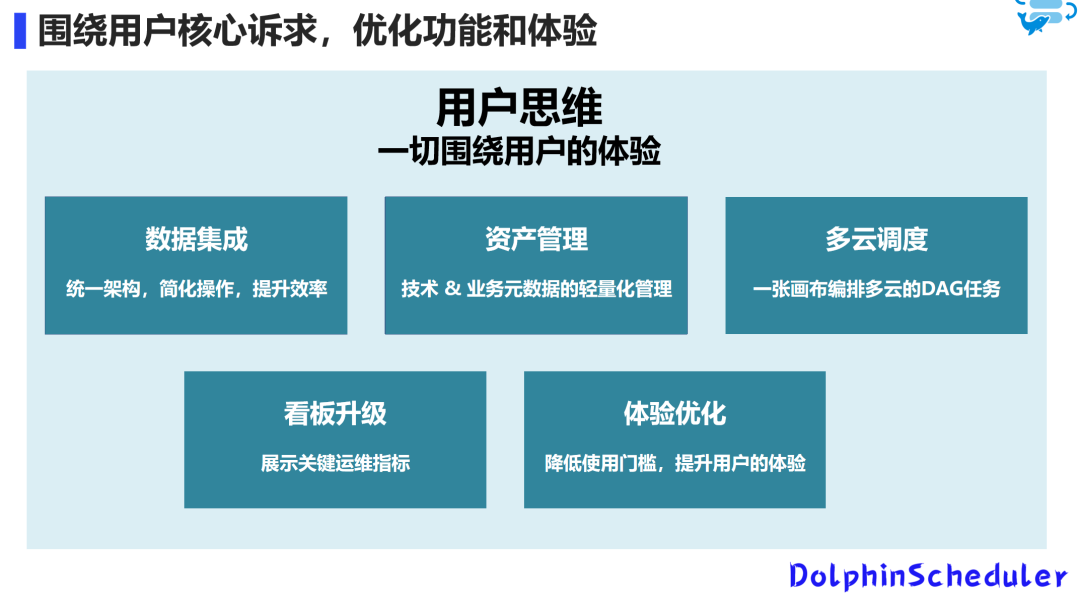 围绕用户核心诉求，优化功能和体验
用户思维
一切围绕用户的体验
数据集成
统一架构，简化操作，提升效率
资产管理
技术 & 业务元数据的轻量化管理
多云调度
一张画布编排多云的DAG任务
看板升级
展示关键运维指标
体验优化
降低使用门槛，提升用户的体验
DolphinScheduler